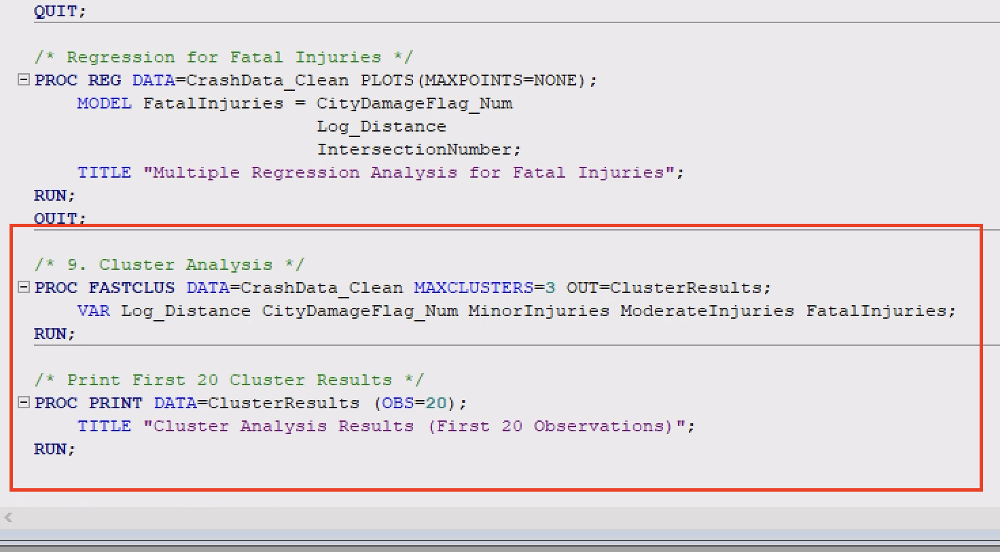 QUIT;
/* Regression for Fatal Injuries */
PROC REG DATA=CrashData_Clean PLOTS(MAXPOINTS=NONE);
MODEL FatalInjuries = CityDamageFlag_Num
Log_Distance
IntersectionNumber;
TITLE "Multiple Regression Analysis for Fatal Injuries";
RUN;
QUIT;
/* 9. Cluster Analysis */
PROC FASTCLUS DATA=CrashData_Clean MAXCLUSTERS=3 OUT=ClusterResults;
VAR Log_Distance CityDamageFlag_Num MinorInjuries ModerateInjuries FatalInjuries;
RUN;
/* Print First 20 Cluster Results */
PROC PRINT DATA=ClusterResults (OBS=20);
TITLE "Cluster Analysis Results (First 20 Observations)";
RUN;